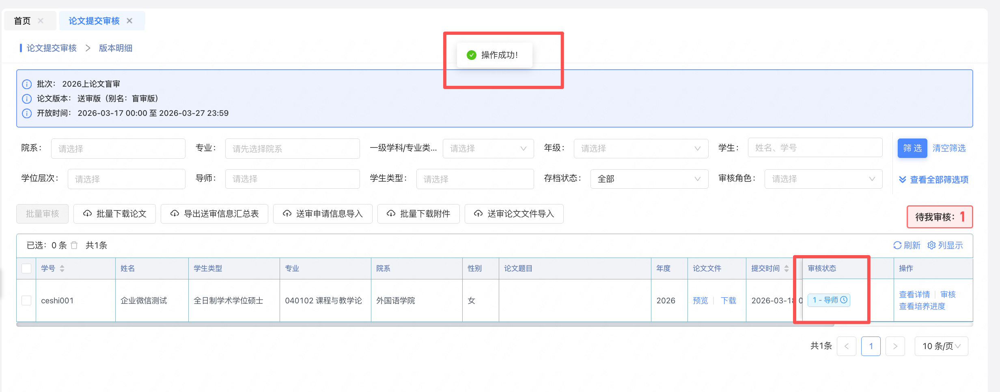 首页
论文提交审核
论文提交审核 > 版本明细
操作成功!
批次： 2026上论文盲审
论文版本： 送审版（别名：盲审版）
开放时间： 2026-03-17 00:00 至 2026-03-27 23:59
院系： 请选择 专业： 请先选择院系 一级学科/专业类... 请选择 年级： 请选择 学生： 姓名、学号 筛 选 清空筛选
学位层次： 请选择 导师： 请选择 学生类型： 请选择 存档状态： 全部 审核角色： 请选择 查看全部筛选项
批量审核 批量下载论文 导出送审信息汇总表 送审申请信息导入 批量下载附件 送审论文文件导入 待我审核：1
已选：0 条 共1条 刷新 列显示
学号 姓名 学生类型 专业 院系 性别 论文题目 年度 论文文件 提交时间 审核状态 操作
ceshi001 企业微信测试 全日制学术学位硕士 040102 课程与教学论 外国语学院 女 2026 预览 下载 2026-03-18 0 1 - 导师 查看详情 审核
查看培养进度
共1条 < 1 > 10 条/页